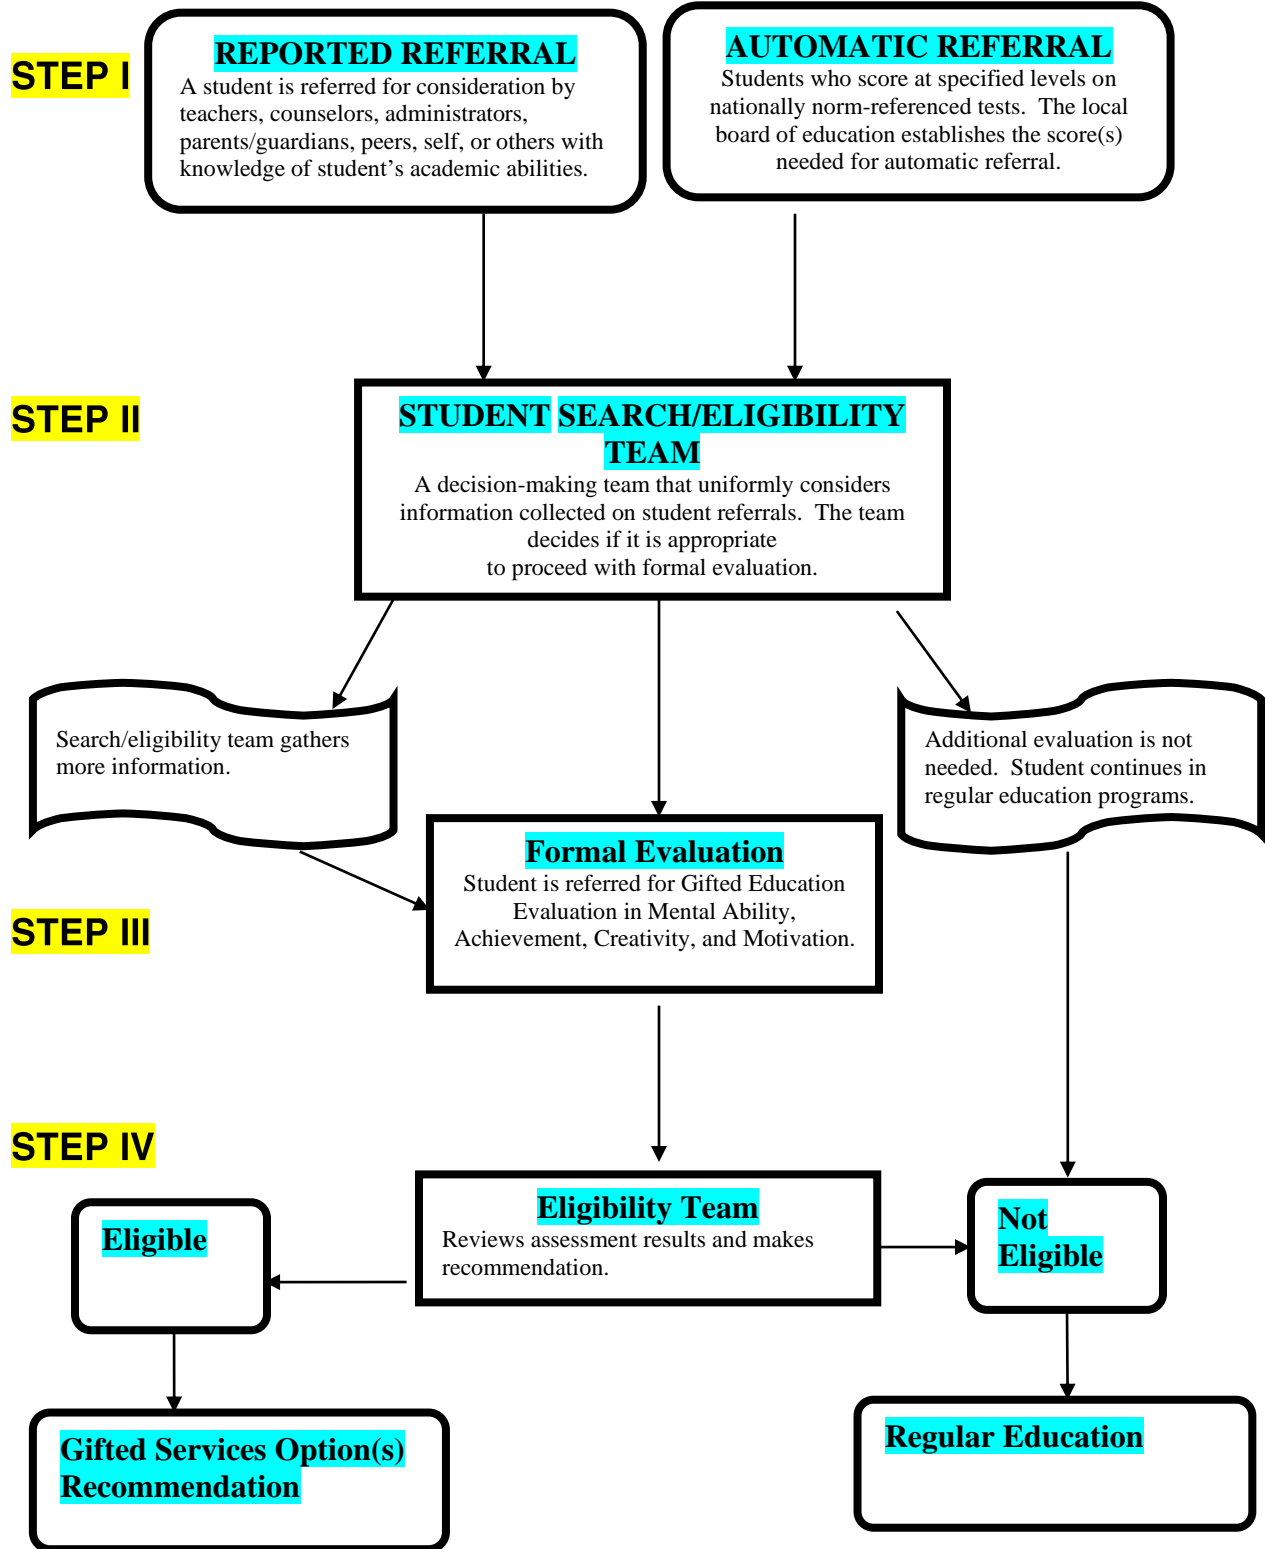 STEP I
REPORTED REFERRAL
A student is referred for consideration by
teachers, counselors, administrators,
parents/guardians, peers, self, or others with
knowledge of student’s academic abilities.
AUTOMATIC REFERRAL
Students who score at specified levels on
nationally norm-referenced tests.  The local
board of education establishes the score(s)
needed for automatic referral.
STEP II
STUDENT SEARCH/ELIGIBILITY
TEAM
A decision-making team that uniformly considers
information collected on student referrals.  The team
decides if it is appropriate
to proceed with formal evaluation.
Search/eligibility team gathers
more information.
Additional evaluation is not
needed.  Student continues in
regular education programs.
STEP III
Formal Evaluation
Student is referred for Gifted Education
Evaluation in Mental Ability,
Achievement, Creativity, and Motivation.
STEP IV
Eligible
Eligibility Team
Reviews assessment results and makes
recommendation.
Not
Eligible
Gifted Services Option(s)
Recommendation
Regular Education